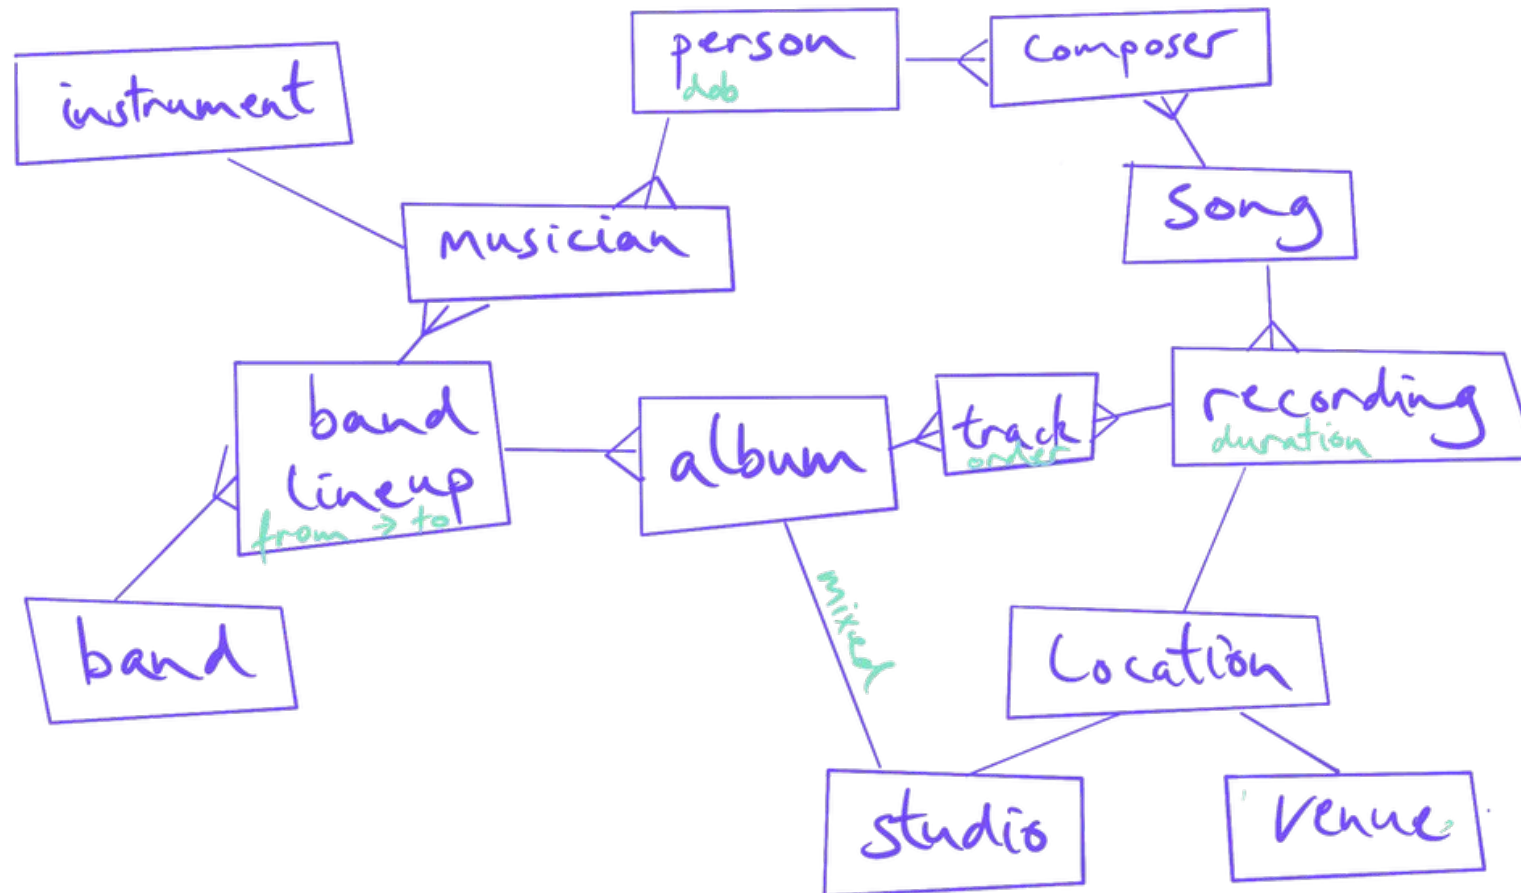 person
dob
composer
instrument
song
musician
band
lineup
from → to
album
track
order
recording
duration
mixed
band
Location
studio
venue